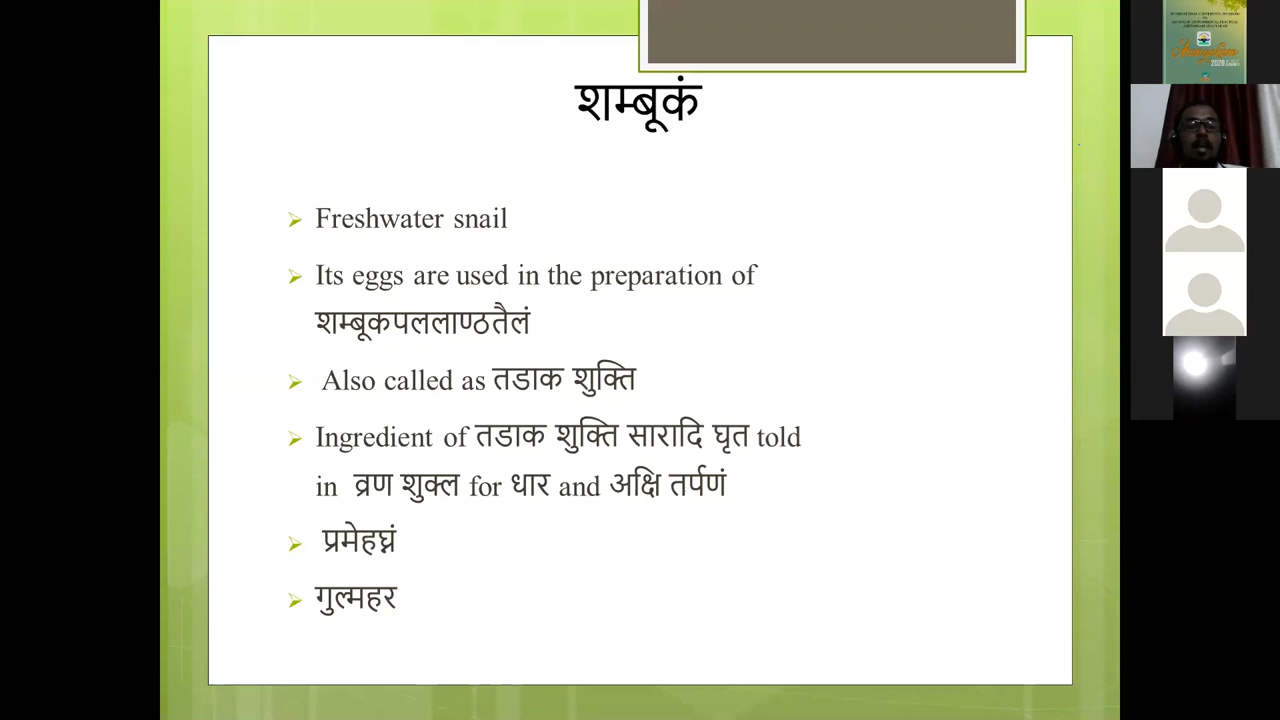 शम्बूकं
Freshwater snail
Its eggs are used in the preparation of
शम्बूकपललाण्ठतैलं
Also called as तडाक शुक्ति
Ingredient of तडाक शुक्ति सारादि घृत told
in व्रण शुक्ल for धार and अक्षि तर्पणं
प्रमेहघ्नं
गुल्महर
2020